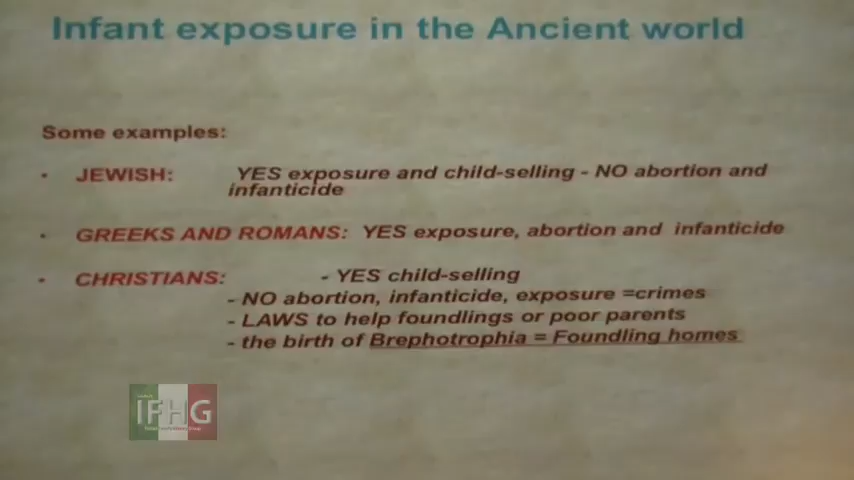 Infant exposure in the Ancient world
Some examples:
• JEWISH: YES exposure and child-selling - NO abortion and
infanticide
• GREEKS AND ROMANS: YES exposure, abortion and infanticide
• CHRISTIANS: - YES child-selling
- NO abortion, infanticide, exposure =crimes
- LAWS to help foundlings or poor parents
- the birth of Brephotrophia = Foundling homes
IFHG